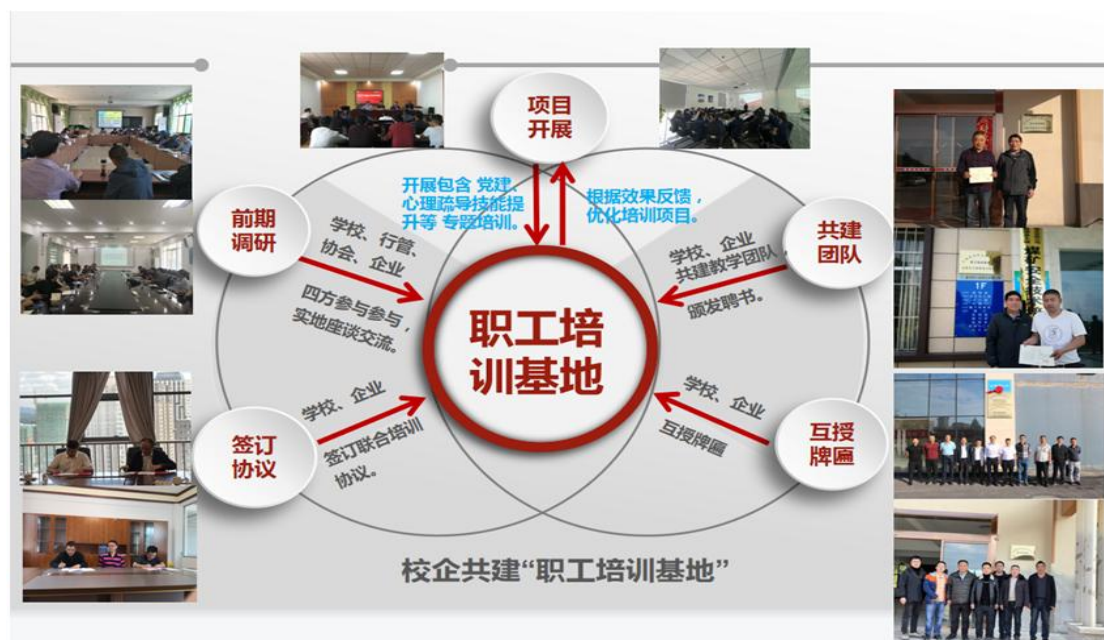 项目
开展
开展包含 党建、
心理疏导技能提
升等 专题培训。
根据效果反馈，
优化培训项目。
前期
调研
学校、行管、
协会、企业
四方参与参与，
实地座谈交流。
共建
团队
学校、企业
共建教学团队，
颁发聘书。
职工培
训基地
签订
协议
学校、企业
签订联合培训
协议。
互授
牌匾
学校、企业
互授牌匾
校企共建“职工培训基地”
1F